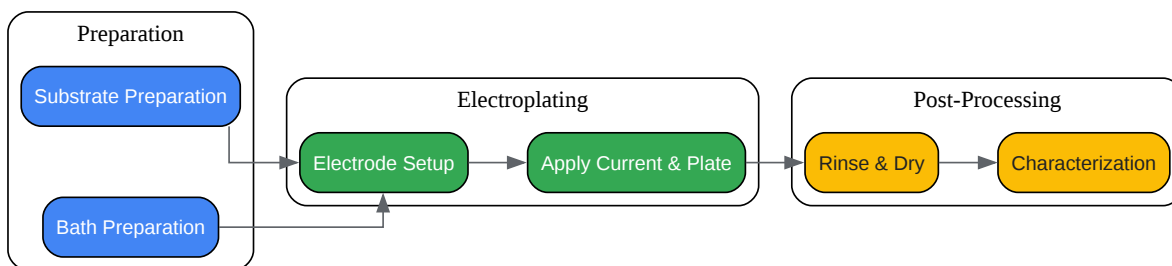 Preparation
Substrate Preparation
Bath Preparation
Electroplating
Electrode Setup
Apply Current & Plate
Post-Processing
Rinse & Dry
Characterization